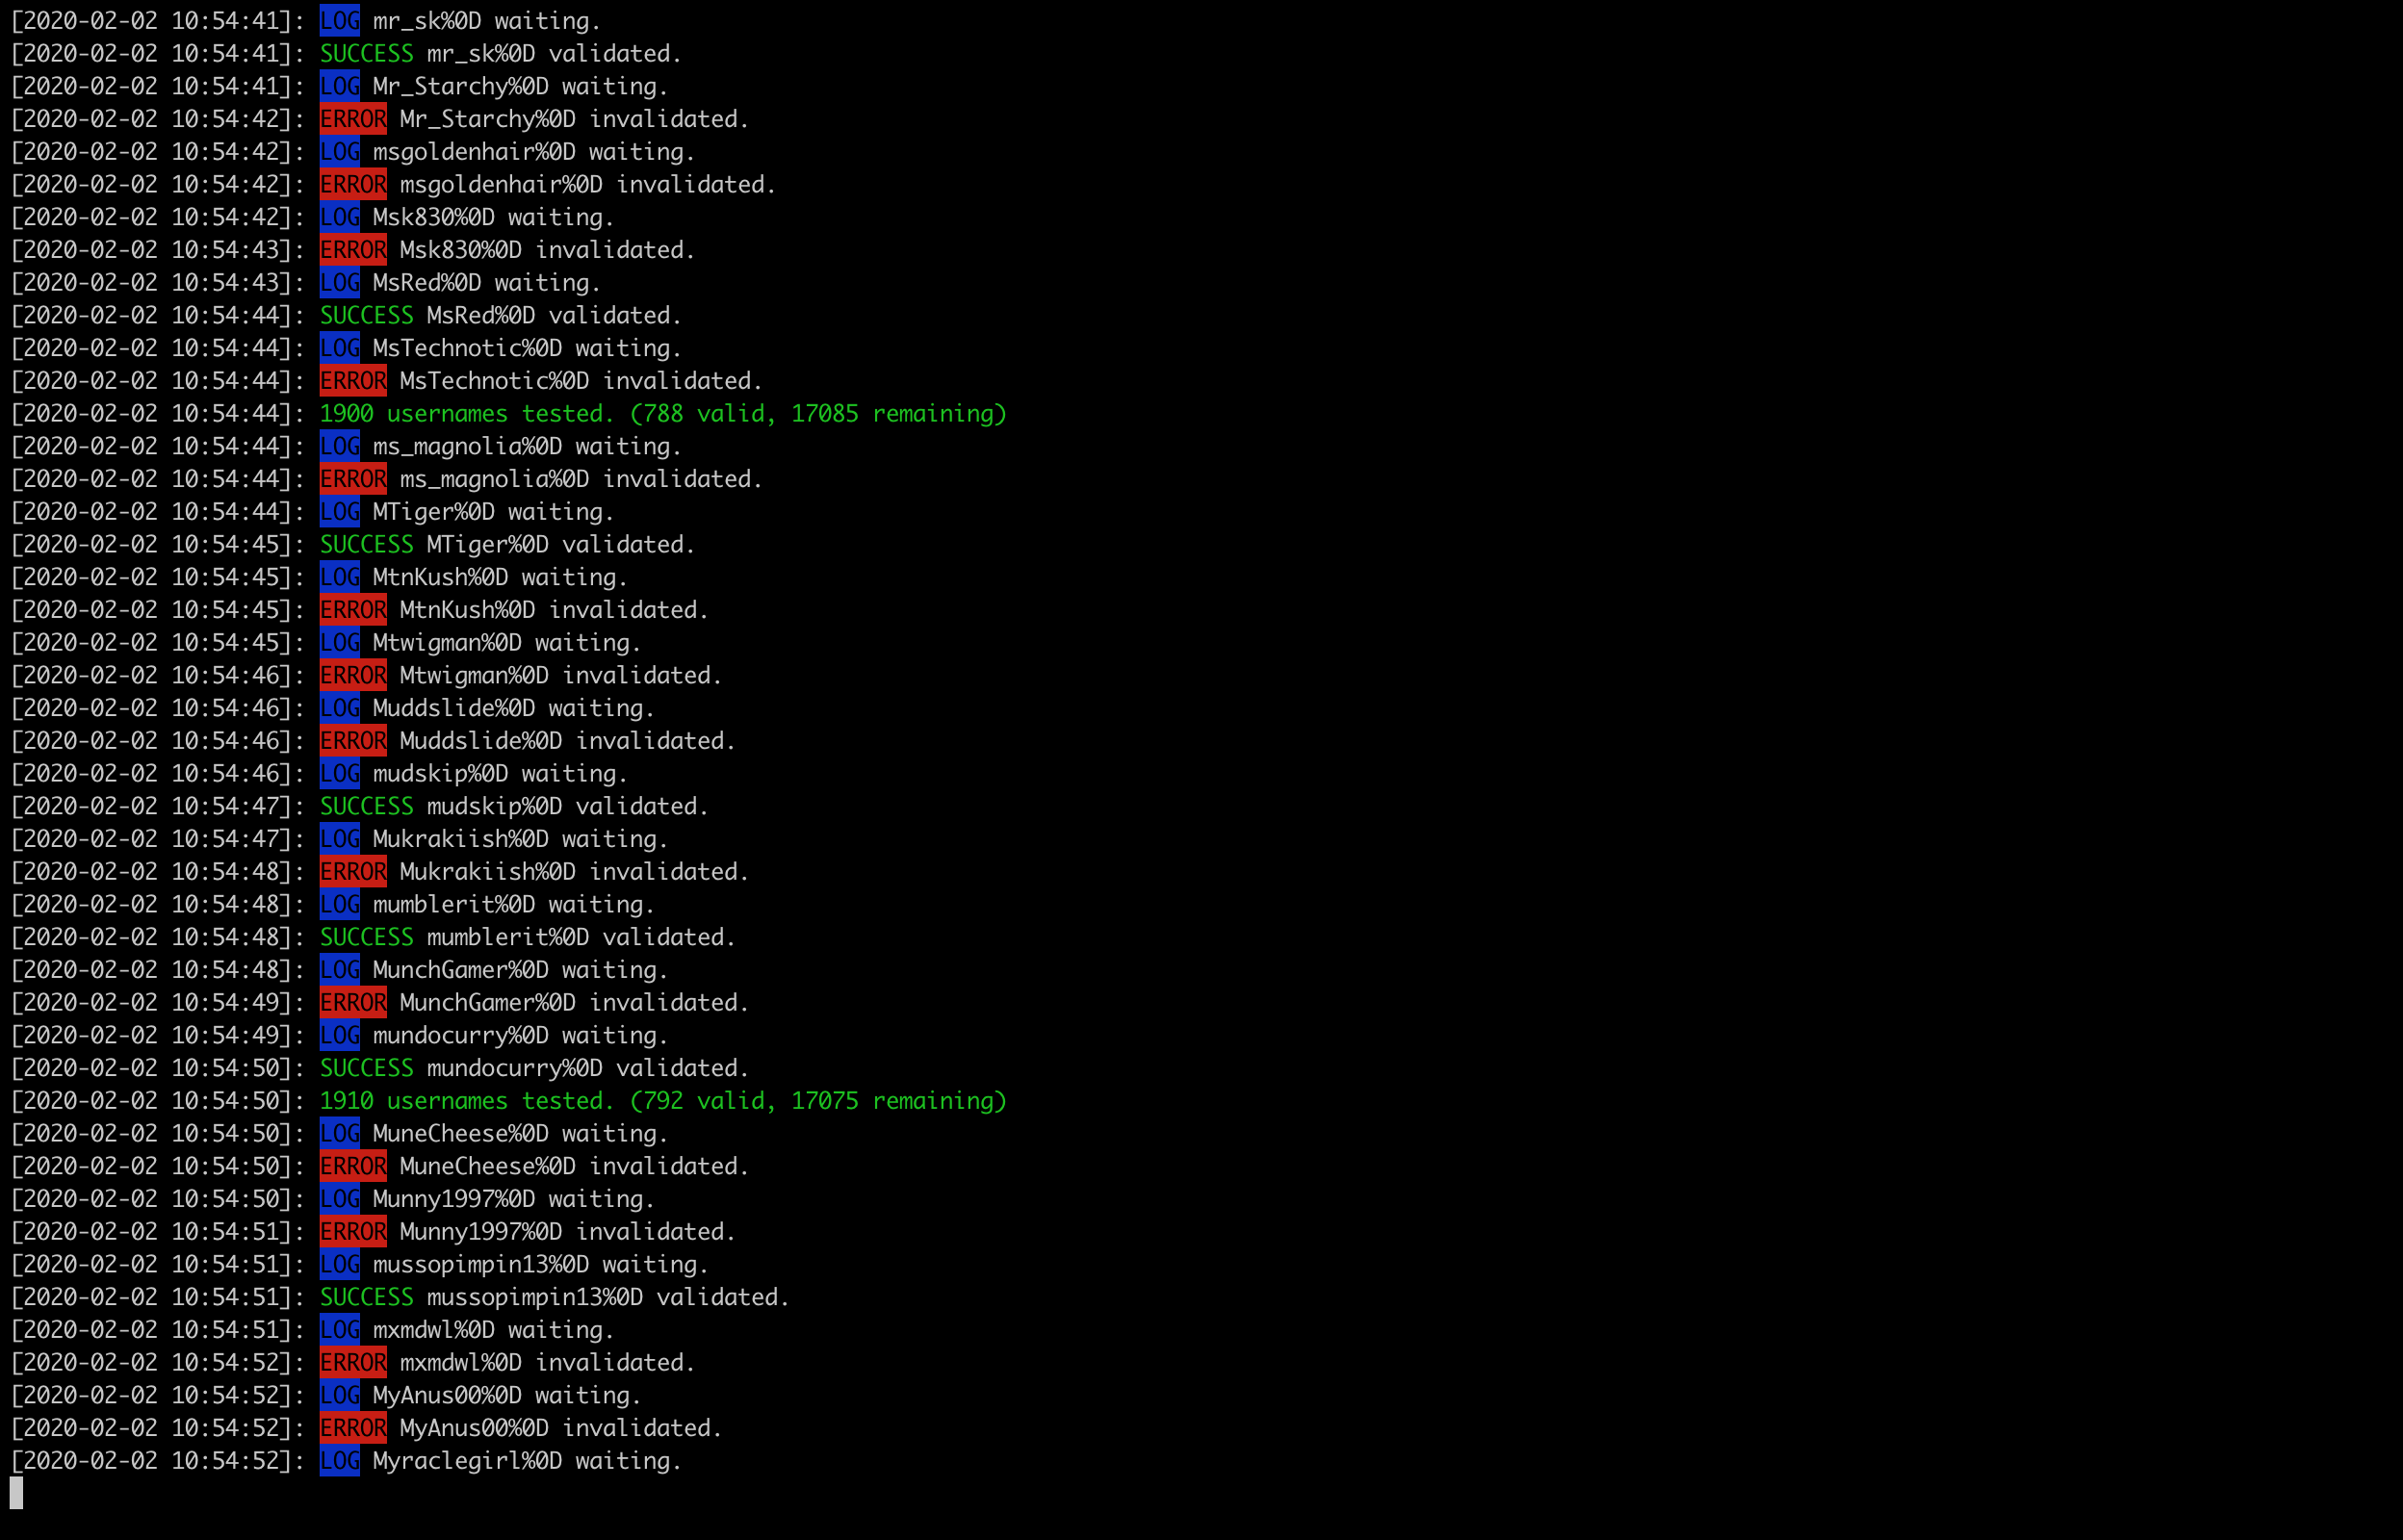 [2020-02-02 10:54:41]: LOG mr_sk%0D waiting.
[2020-02-02 10:54:41]: SUCCESS mr_sk%0D validated.
[2020-02-02 10:54:41]: LOG Mr_Starchy%0D waiting.
[2020-02-02 10:54:42]: ERROR Mr_Starchy%0D invalidated.
[2020-02-02 10:54:42]: LOG msgoldenhair%0D waiting.
[2020-02-02 10:54:42]: ERROR msgoldenhair%0D invalidated.
[2020-02-02 10:54:42]: LOG Msk830%0D waiting.
[2020-02-02 10:54:43]: ERROR Msk830%0D invalidated.
[2020-02-02 10:54:43]: LOG MsRed%0D waiting.
[2020-02-02 10:54:44]: SUCCESS MsRed%0D validated.
[2020-02-02 10:54:44]: LOG MsTechnotic%0D waiting.
[2020-02-02 10:54:44]: ERROR MsTechnotic%0D invalidated.
[2020-02-02 10:54:44]: 1900 usernames tested. (788 valid, 17085 remaining)
[2020-02-02 10:54:44]: LOG ms_magnolia%0D waiting.
[2020-02-02 10:54:44]: ERROR ms_magnolia%0D invalidated.
[2020-02-02 10:54:44]: LOG MTiger%0D waiting.
[2020-02-02 10:54:45]: SUCCESS MTiger%0D validated.
[2020-02-02 10:54:45]: LOG MtnKush%0D waiting.
[2020-02-02 10:54:45]: ERROR MtnKush%0D invalidated.
[2020-02-02 10:54:45]: LOG Mtwigman%0D waiting.
[2020-02-02 10:54:46]: ERROR Mtwigman%0D invalidated.
[2020-02-02 10:54:46]: LOG Muddslide%0D waiting.
[2020-02-02 10:54:46]: ERROR Muddslide%0D invalidated.
[2020-02-02 10:54:46]: LOG mudskip%0D waiting.
[2020-02-02 10:54:47]: SUCCESS mudskip%0D validated.
[2020-02-02 10:54:47]: LOG Mukrakiish%0D waiting.
[2020-02-02 10:54:48]: ERROR Mukrakiish%0D invalidated.
[2020-02-02 10:54:48]: LOG mumblerit%0D waiting.
[2020-02-02 10:54:48]: SUCCESS mumblerit%0D validated.
[2020-02-02 10:54:48]: LOG MunchGamer%0D waiting.
[2020-02-02 10:54:49]: ERROR MunchGamer%0D invalidated.
[2020-02-02 10:54:49]: LOG mundocurry%0D waiting.
[2020-02-02 10:54:50]: SUCCESS mundocurry%0D validated.
[2020-02-02 10:54:50]: 1910 usernames tested. (792 valid, 17075 remaining)
[2020-02-02 10:54:50]: LOG MuneCheese%0D waiting.
[2020-02-02 10:54:50]: ERROR MuneCheese%0D invalidated.
[2020-02-02 10:54:50]: LOG Munny1997%0D waiting.
[2020-02-02 10:54:51]: ERROR Munny1997%0D invalidated.
[2020-02-02 10:54:51]: LOG mussopimpin13%0D waiting.
[2020-02-02 10:54:51]: SUCCESS mussopimpin13%0D validated.
[2020-02-02 10:54:51]: LOG mxmdwl%0D waiting.
[2020-02-02 10:54:52]: ERROR mxmdwl%0D invalidated.
[2020-02-02 10:54:52]: LOG MyAnus00%0D waiting.
[2020-02-02 10:54:52]: ERROR MyAnus00%0D invalidated.
[2020-02-02 10:54:52]: LOG Myraclegirl%0D waiting.